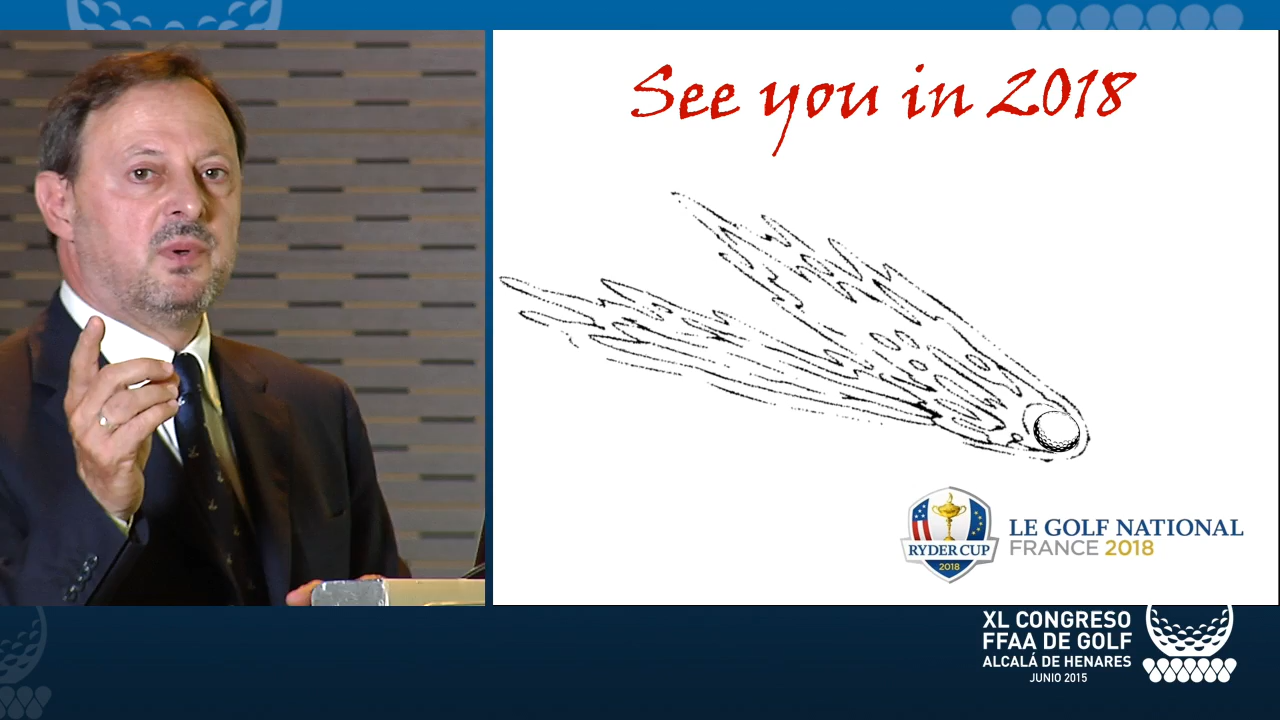 See you in 2018
RYDER CUP
2018
LE GOLF NATIONAL
FRANCE 2018
XL CONGRESO
FFAA DE GOLF
ALCALÁ DE HENARES
JUNIO 2015